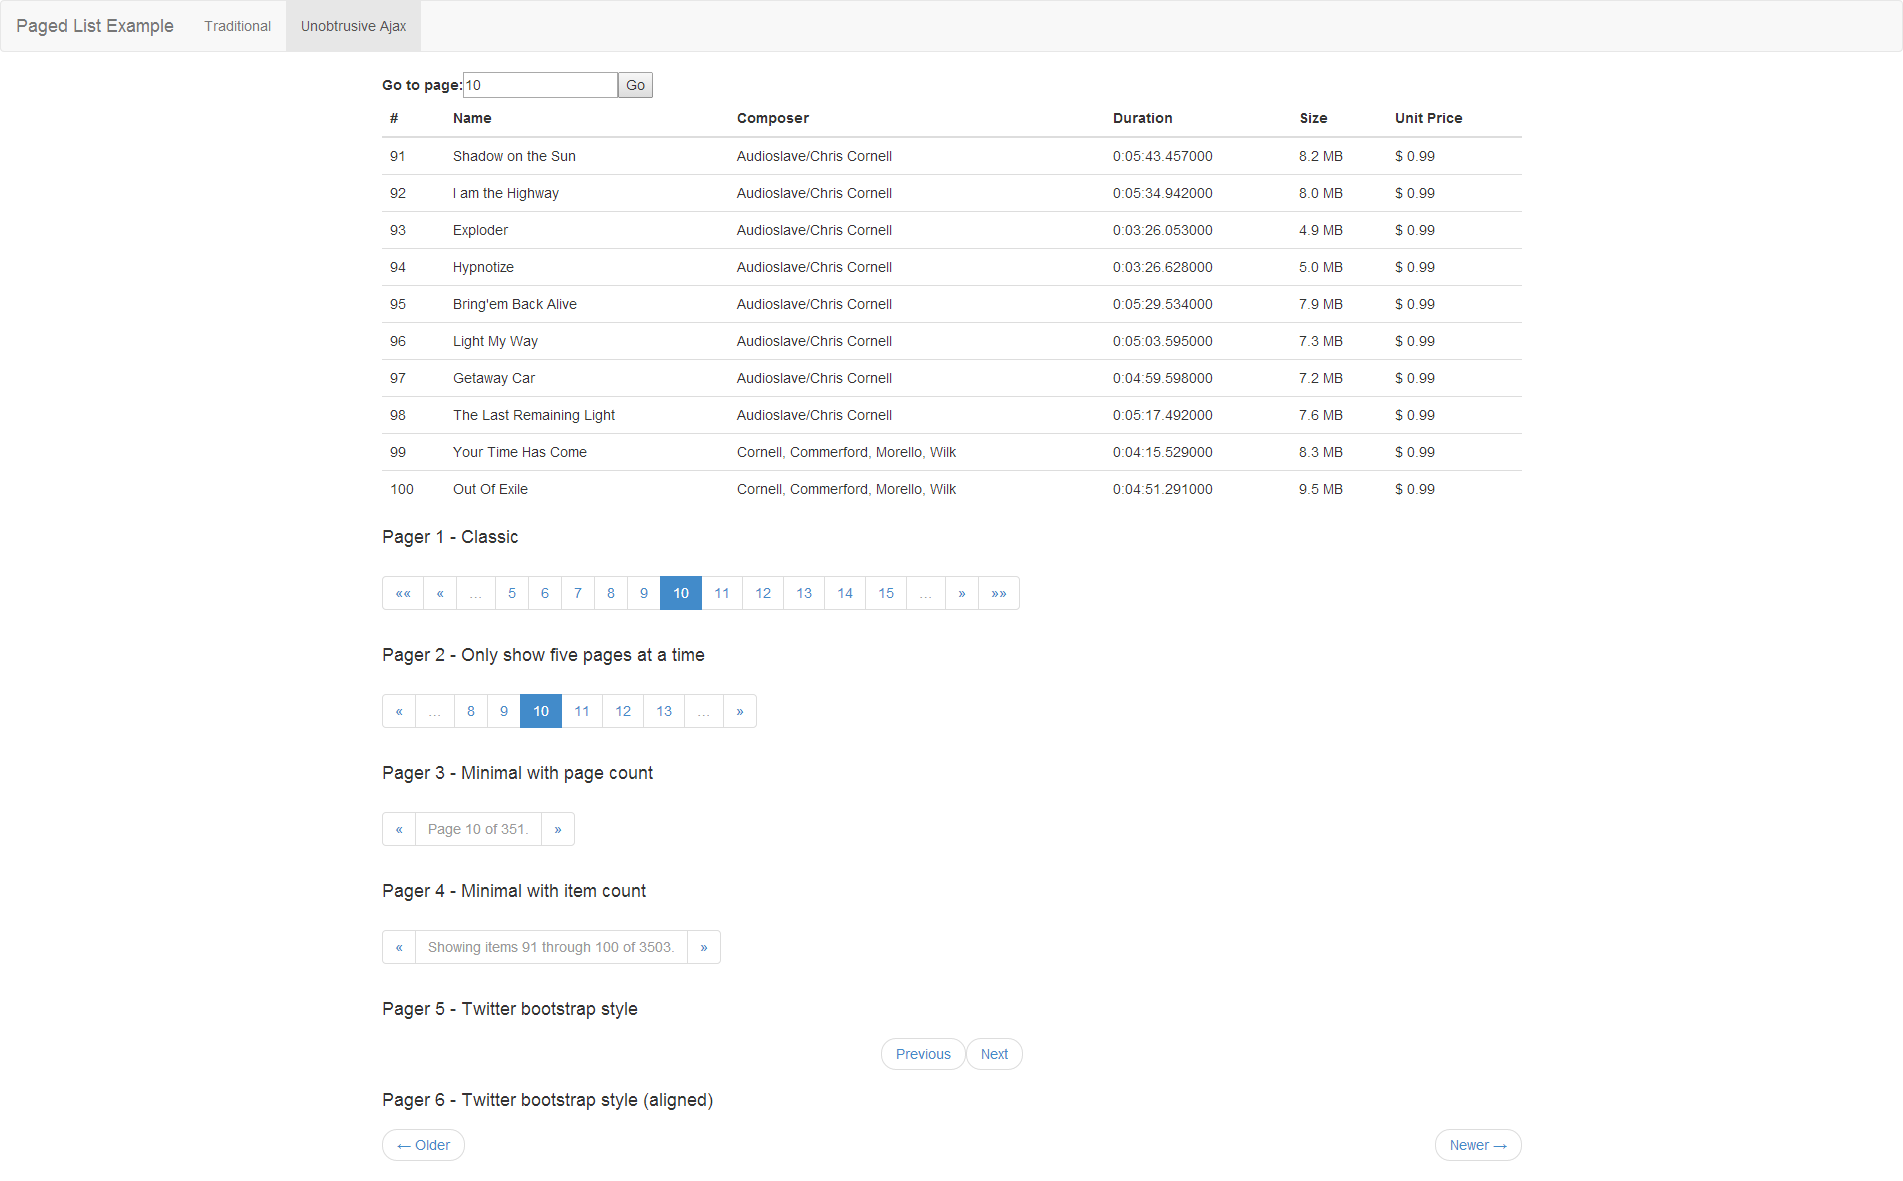 Paged List Example Traditional Unobtrusive Ajax
Go to page: 10 Go
# Name Composer Duration Size Unit Price
91 Shadow on the Sun Audioslave/Chris Cornell 0:05:43.457000 8.2 MB $ 0.99
92 I am the Highway Audioslave/Chris Cornell 0:05:34.942000 8.0 MB $ 0.99
93 Exploder Audioslave/Chris Cornell 0:03:26.053000 4.9 MB $ 0.99
94 Hypnotize Audioslave/Chris Cornell 0:03:26.628000 5.0 MB $ 0.99
95 Bring'em Back Alive Audioslave/Chris Cornell 0:05:29.534000 7.9 MB $ 0.99
96 Light My Way Audioslave/Chris Cornell 0:05:03.595000 7.3 MB $ 0.99
97 Getaway Car Audioslave/Chris Cornell 0:04:59.598000 7.2 MB $ 0.99
98 The Last Remaining Light Audioslave/Chris Cornell 0:05:17.492000 7.6 MB $ 0.99
99 Your Time Has Come Cornell, Commerford, Morello, Wilk 0:04:15.529000 8.3 MB $ 0.99
100 Out Of Exile Cornell, Commerford, Morello, Wilk 0:04:51.291000 9.5 MB $ 0.99
Pager 1 - Classic
«« « … 5 6 7 8 9 10 11 12 13 14 15 … » »»
Pager 2 - Only show five pages at a time
« … 8 9 10 11 12 13 … »
Pager 3 - Minimal with page count
« Page 10 of 351. »
Pager 4 - Minimal with item count
« Showing items 91 through 100 of 3503. »
Pager 5 - Twitter bootstrap style
Previous Next
Pager 6 - Twitter bootstrap style (aligned)
← Older Newer →